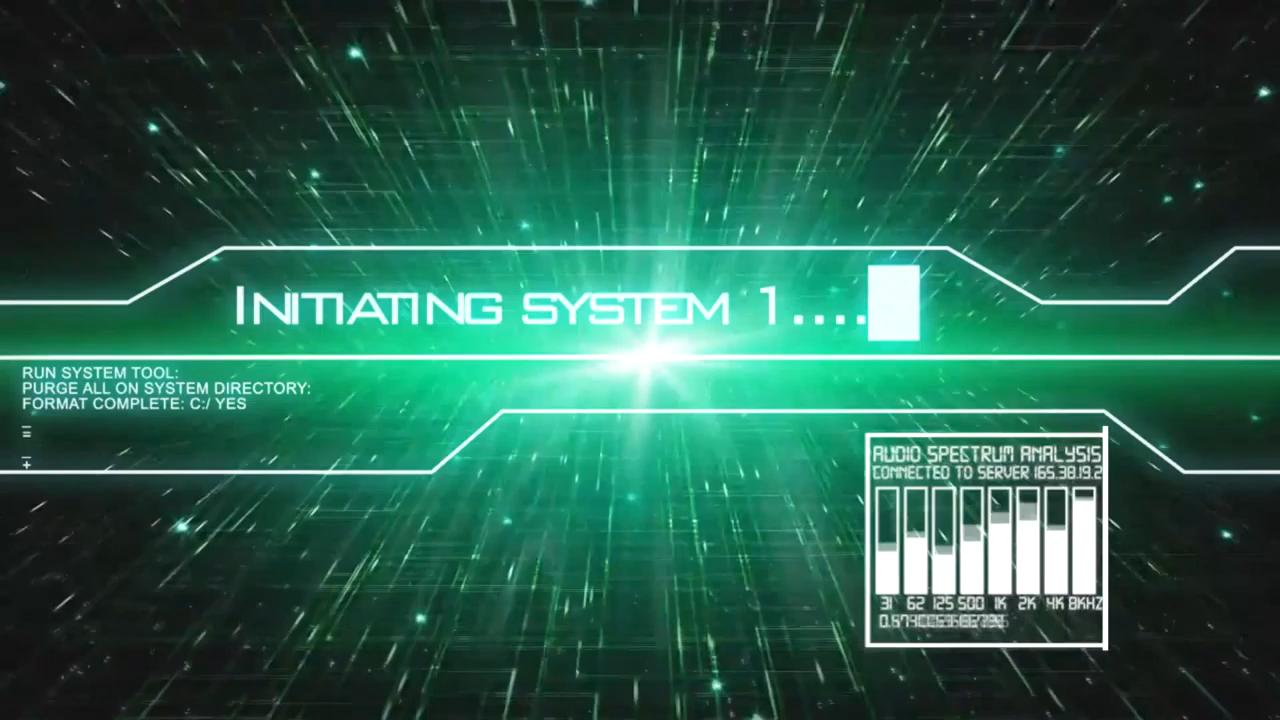 INITIATING SYSTEM 1....
RUN SYSTEM TOOL:
PURGE ALL ON SYSTEM DIRECTORY:
FORMAT COMPLETE: C:/ YES
AUDIO SPECTRUM ANALYSIS
CONNECTED TO SERVER 165.38.19.2
31 62 125 500 1K 2K 4K 8KHZ